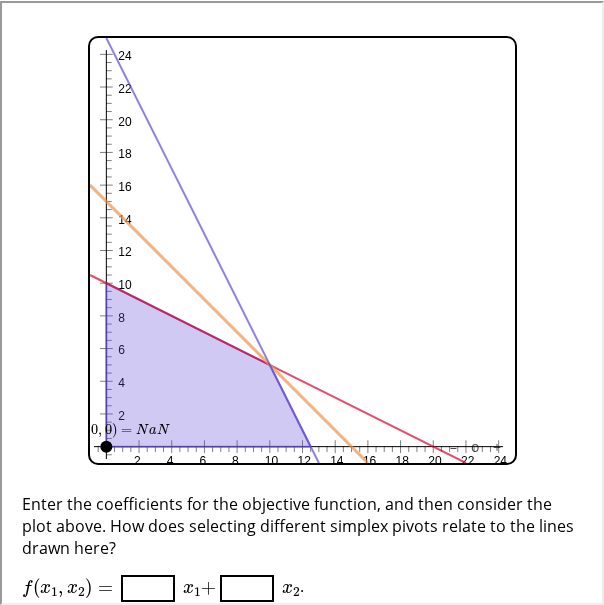 24
22
20
18
16
14
12
10
8
6
4
2
0, 0) = NaN
2 4 6 8 10 12 14 16 18 20 22 24
− o +
Enter the coefficients for the objective function, and then consider the
plot above. How does selecting different simplex pivots relate to the lines
drawn here?
f(x₁, x₂) = x₁+ x₂.